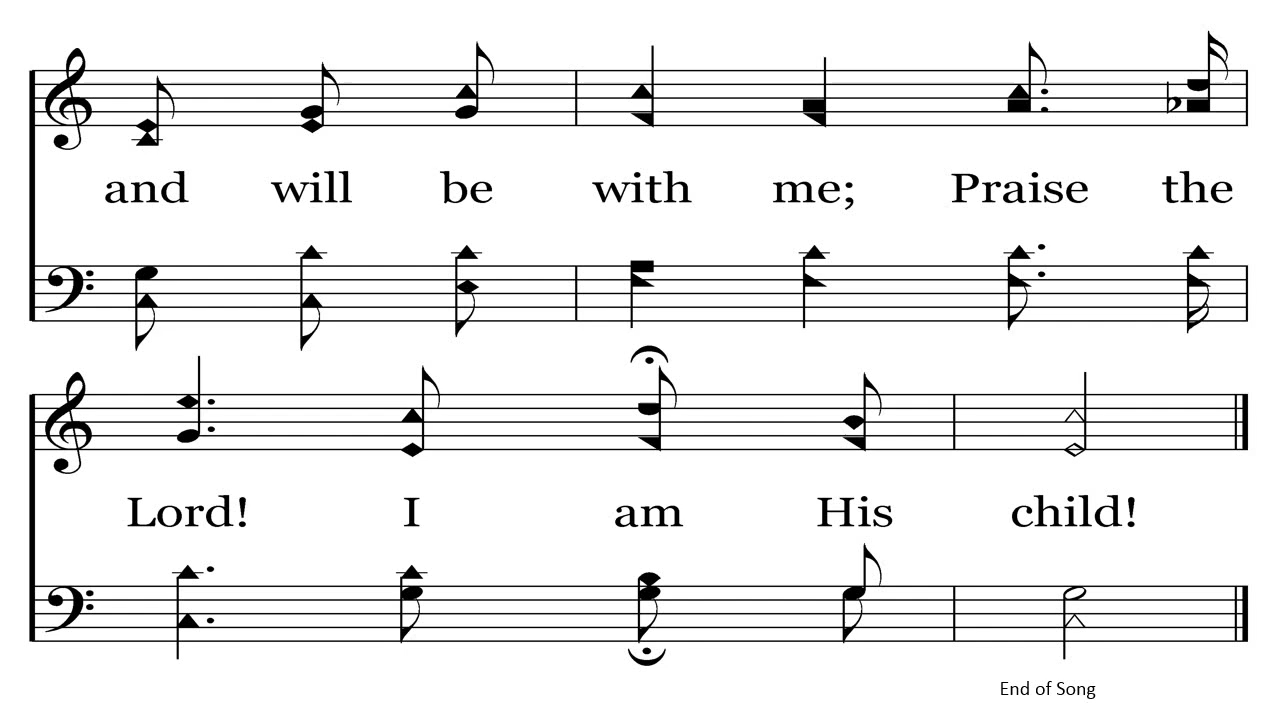 and will be with me; Praise the
Lord! I am His child!
End of Song